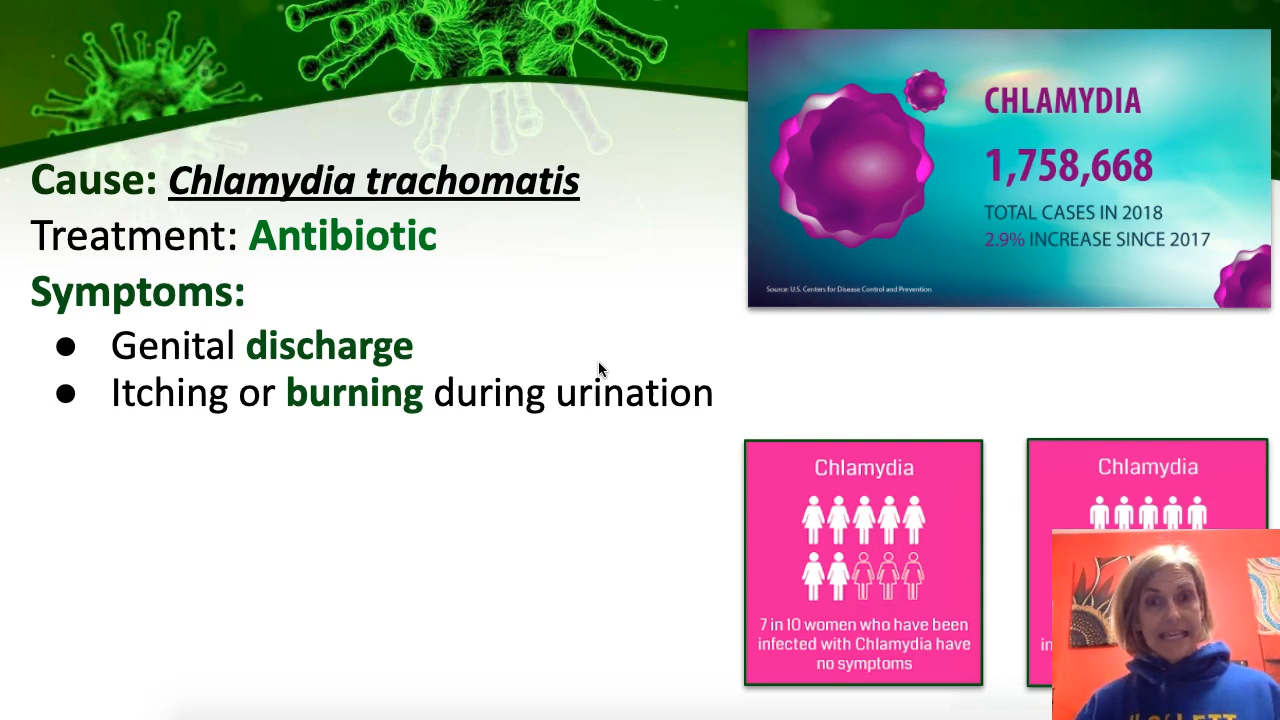 Cause: Chlamydia trachomatis
Treatment: Antibiotic
Symptoms:
● Genital discharge
● Itching or burning during urination
CHLAMYDIA
1,758,668
TOTAL CASES IN 2018
2.9% INCREASE SINCE 2017
Source: U.S. Centers for Disease Control and Prevention
Chlamydia
7 in 10 women who have been
infected with Chlamydia have
no symptoms
Chlamydia